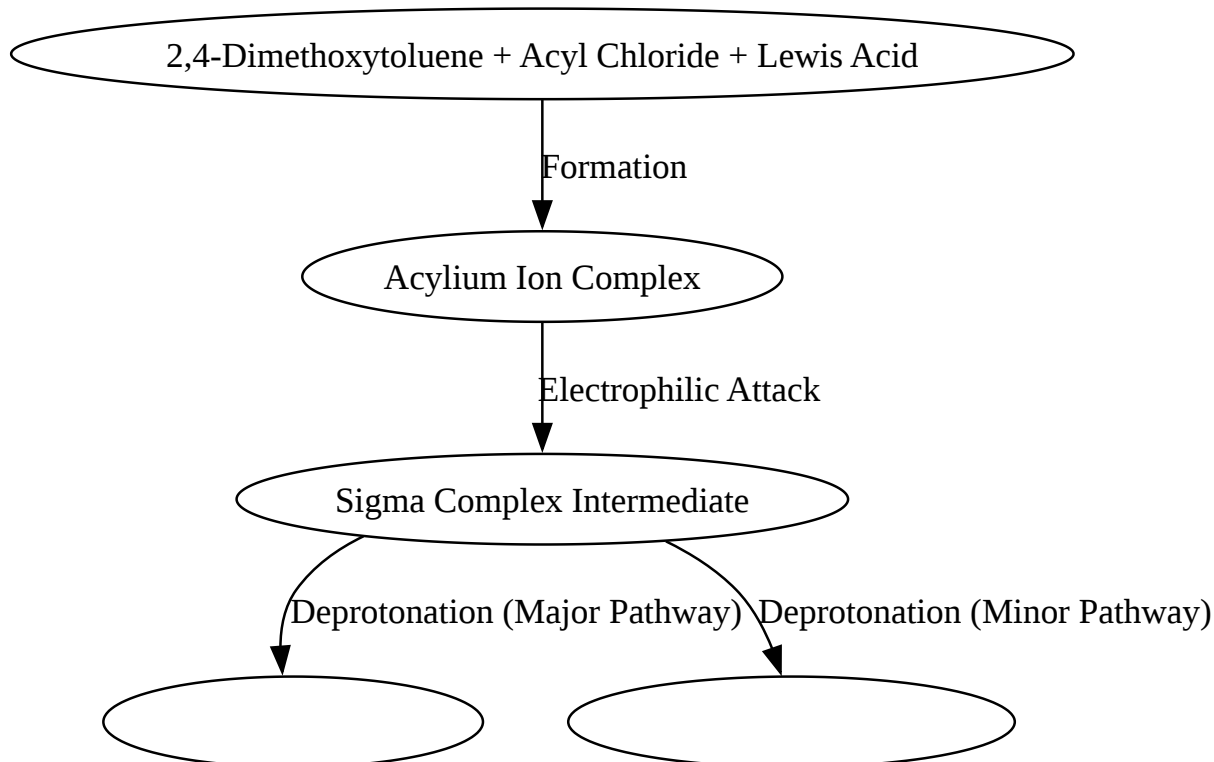 2,4-Dimethoxytoluene + Acyl Chloride + Lewis Acid
Formation
Acylium Ion Complex
Electrophilic Attack
Sigma Complex Intermediate
Deprotonation (Major Pathway)
Deprotonation (Minor Pathway)